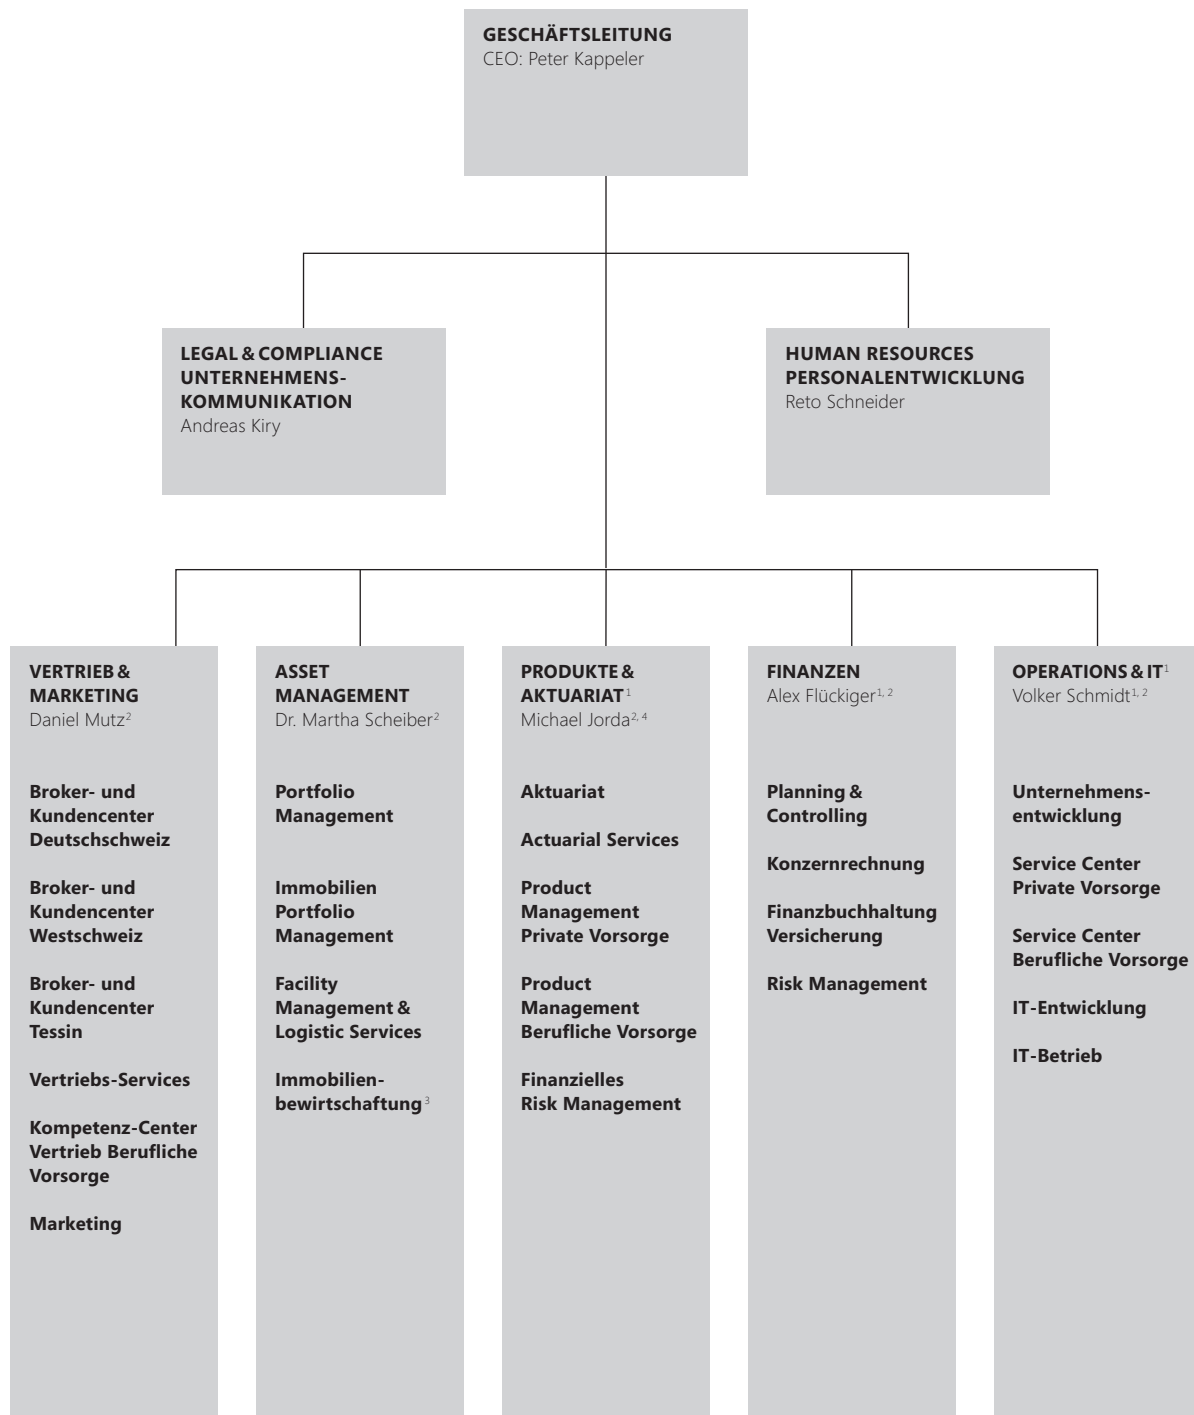 GESCHÄFTSLEITUNG
CEO: Peter Kappeler
LEGAL & COMPLIANCE
UNTERNEHMENS-
KOMMUNIKATION
Andreas Kiry
HUMAN RESOURCES
PERSONALENTWICKLUNG
Reto Schneider
VERTRIEB &
MARKETING
Daniel Mutz²
Broker- und
Kundencenter
Deutschschweiz
Broker- und
Kundencenter
Westschweiz
Broker- und
Kundencenter
Tessin
Vertriebs-Services
Kompetenz-Center
Vertrieb Berufliche
Vorsorge
Marketing
ASSET
MANAGEMENT
Dr. Martha Scheiber²
Portfolio
Management
Immobilien
Portfolio
Management
Facility
Management &
Logistic Services
Immobilien-
bewirtschaftung³
PRODUKTE &
AKTUARIAT¹
Michael Jorda², ⁴
Aktuariat
Actuarial Services
Product
Management
Private Vorsorge
Product
Management
Berufliche Vorsorge
Finanzielles
Risk Management
FINANZEN
Alex Flückiger¹, ²
Planning &
Controlling
Konzernrechnung
Finanzbuchhaltung
Versicherung
Risk Management
OPERATIONS & IT¹
Volker Schmidt¹, ²
Unternehmens-
entwicklung
Service Center
Private Vorsorge
Service Center
Berufliche Vorsorge
IT-Entwicklung
IT-Betrieb